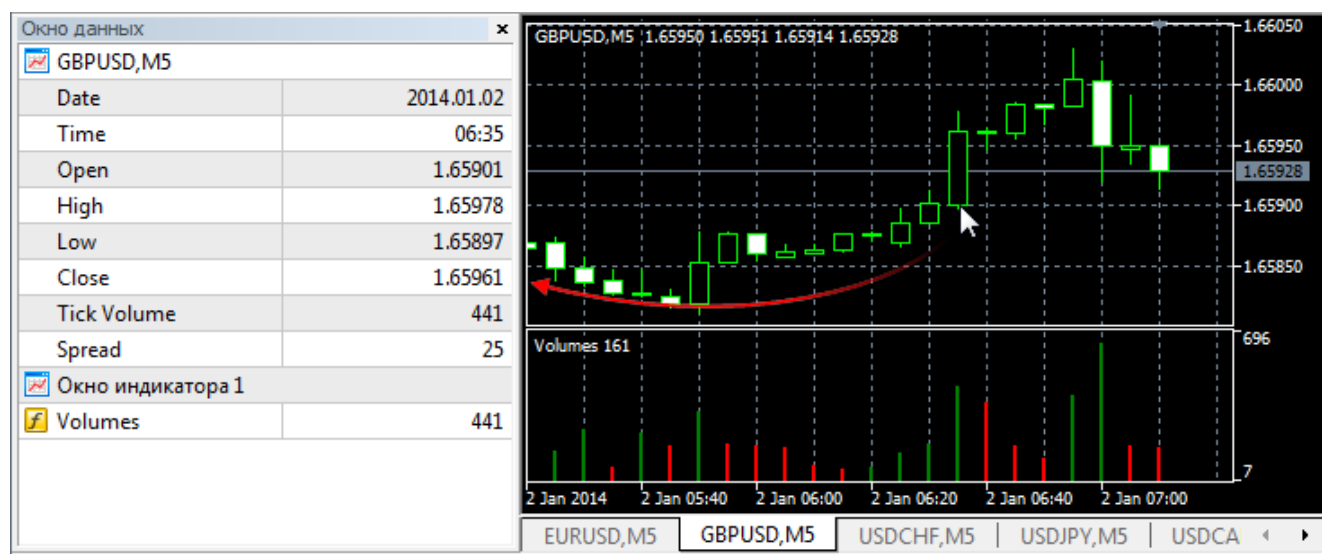 Окно данных
GBPUSD,M5
Date 2014.01.02
Time 06:35
Open 1.65901
High 1.65978
Low 1.65897
Close 1.65961
Tick Volume 441
Spread 25
Окно индикатора 1
Volumes 441
GBPUSD,M5 1.65950 1.65951 1.65914 1.65928
1.66050
1.66000
1.65950
1.65928
1.65900
1.65850
Volumes 161
696
7
2 Jan 2014 2 Jan 05:40 2 Jan 06:00 2 Jan 06:20 2 Jan 06:40 2 Jan 07:00
EURUSD,M5 GBPUSD,M5 USDCHF,M5 USDJPY,M5 USDCA